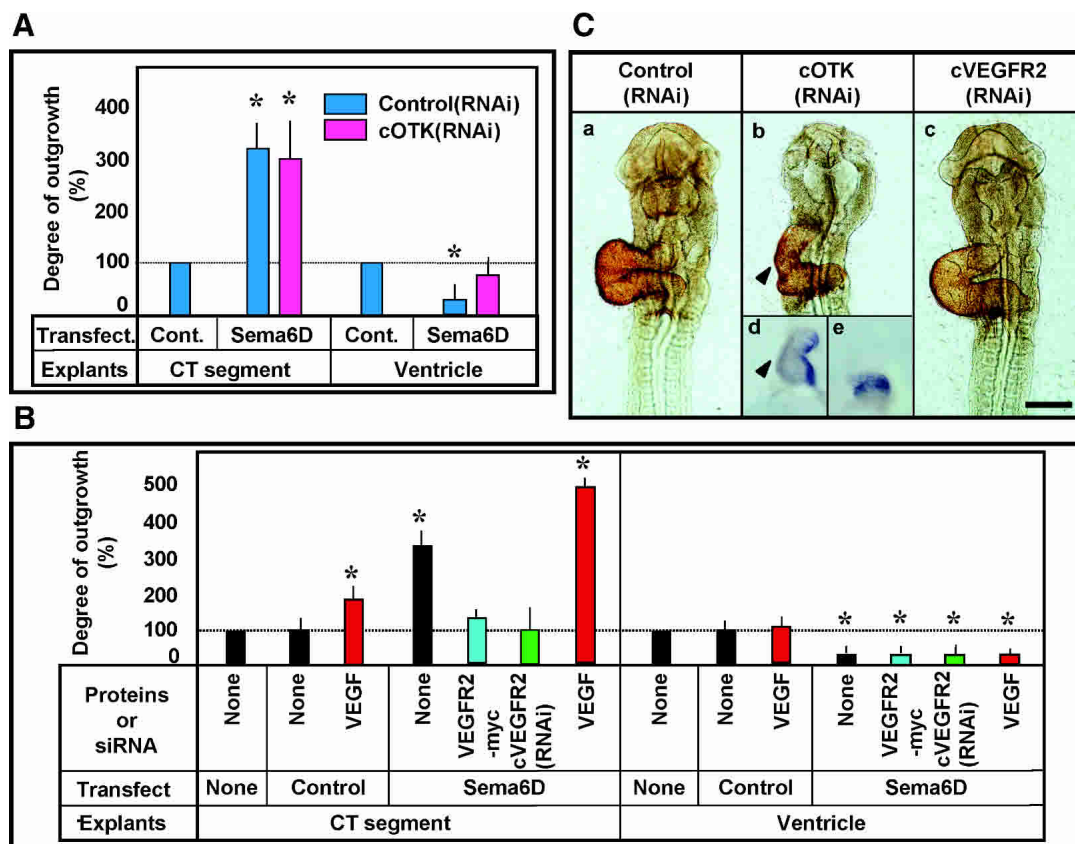 A
Degree of outgrowth
(%)
400
300
200
100
0
*
*
*
Control(RNAi)
cOTK(RNAi)
Transfect.
Cont.
Sema6D
Cont.
Sema6D
Explants
CT segment
Ventricle
C
Control
(RNAi)
cOTK
(RNAi)
cVEGFR2
(RNAi)
a
b
c
d
e
B
Degree of outgrowth
(%)
500
400
300
200
100
0
*
*
*
*
*
*
*
Proteins
or
siRNA
None
None
VEGF
None
VEGFR2
-myc
cVEGFR2
(RNAi)
VEGF
None
None
VEGF
None
VEGFR2
-myc
cVEGFR2
(RNAi)
VEGF
Transfect
None
Control
Sema6D
None
Control
Sema6D
Explants
CT segment
Ventricle